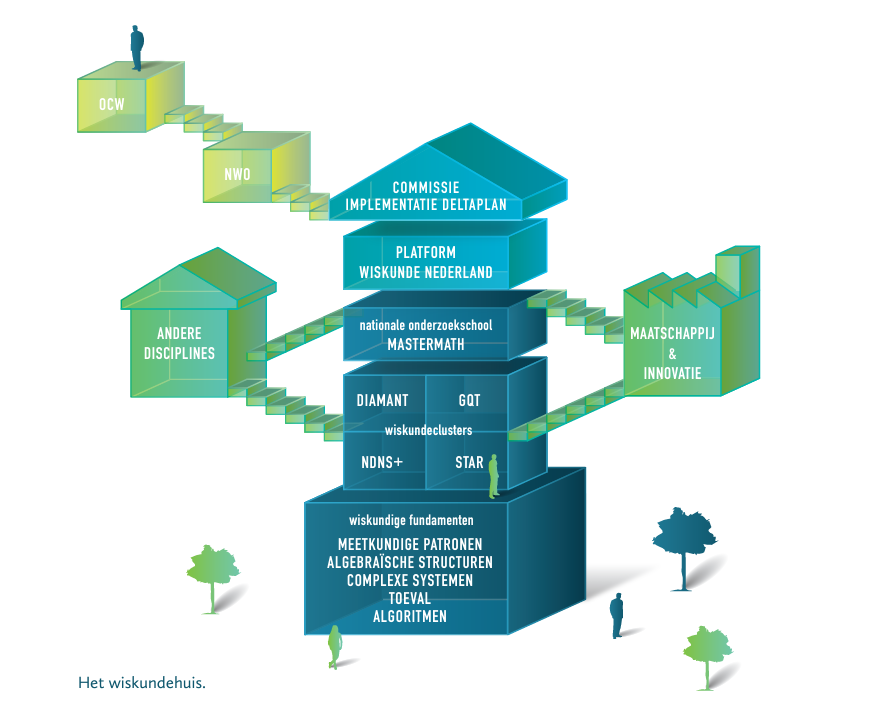 OCW
NWO
COMMISSIE
IMPLEMENTATIE DELTAPLAN
PLATFORM
WISKUNDE NEDERLAND
nationale onderzoekschool
MASTERMATH
ANDERE
DISCIPLINES
MAATSCHAPPIJ
&
INNOVATIE
DIAMANT
GQT
wiskundeclusters
NDNS+
STAR
wiskundige fundamenten
MEETKUNDIGE PATRONEN
ALGEBRAÏSCHE STRUCTUREN
COMPLEXE SYSTEMEN
TOEVAL
ALGORITMEN
Het wiskundehuis.